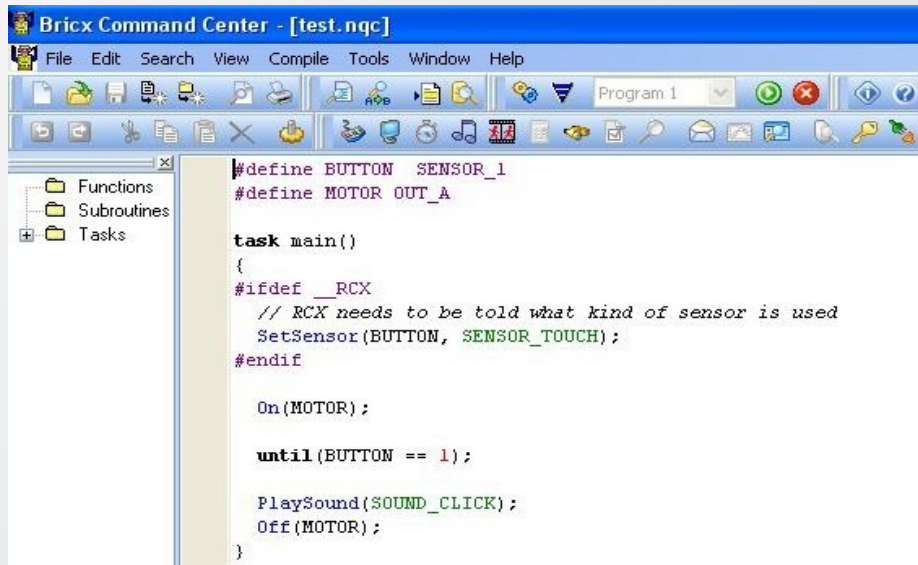 Bricx Command Center - [test.nqc]
File Edit Search View Compile Tools Window Help
Program 1
Functions
Subroutines
Tasks
#define BUTTON  SENSOR_1
#define MOTOR OUT_A
task main()
{
#ifdef __RCX
// RCX needs to be told what kind of sensor is used
SetSensor(BUTTON, SENSOR_TOUCH);
#endif
On(MOTOR);
until(BUTTON == 1);
PlaySound(SOUND_CLICK);
Off(MOTOR);
}